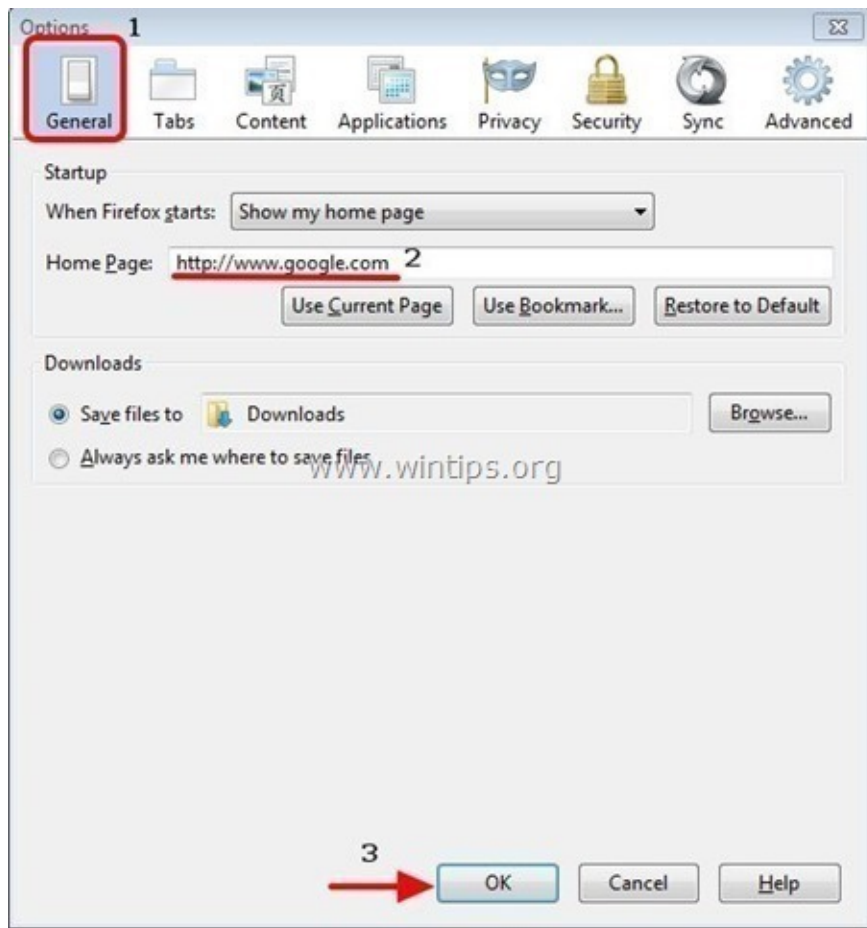 Options 1
General Tabs Content Applications Privacy Security Sync Advanced
Startup
When Firefox starts: Show my home page
Home Page: http://www.google.com 2
Use Current Page Use Bookmark... Restore to Default
Downloads
Save files to Downloads Browse...
Always ask me where to save files
www.wintips.org
3
OK Cancel Help